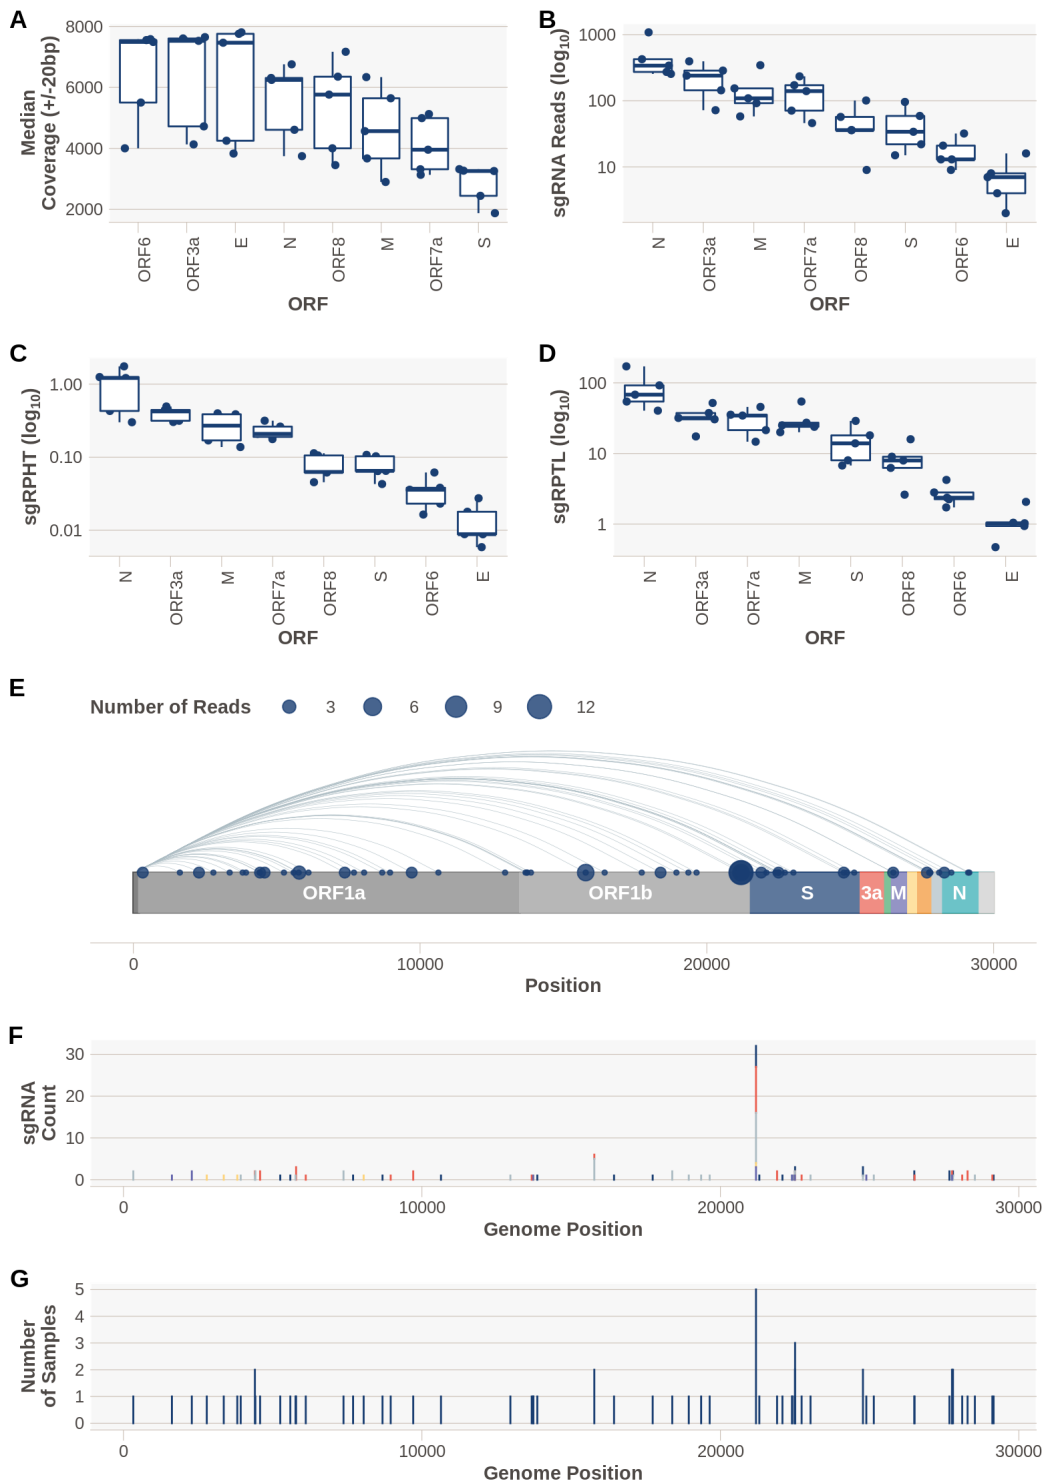 A
Median
Coverage (+/-20bp)
8000
6000
4000
2000
ORF6
ORF3a
E
N
ORF8
M
ORF7a
S
ORF
B
sgRNA Reads (log10)
1000
100
10
N
ORF3a
M
ORF7a
ORF8
S
ORF6
E
ORF
C
sgRPHT (log10)
1.00
0.10
0.01
N
ORF3a
M
ORF7a
ORF8
S
ORF6
E
ORF
D
sgRPTL (log10)
100
10
1
N
ORF3a
ORF7a
M
S
ORF8
ORF6
E
ORF
E
Number of Reads 3 6 9 12
ORF1a ORF1b S 3a M N
0 10000 20000 30000
Position
F
sgRNA
Count
30
20
10
0
0 10000 20000 30000
Genome Position
G
Number
of Samples
5
4
3
2
1
0
0 10000 20000 30000
Genome Position